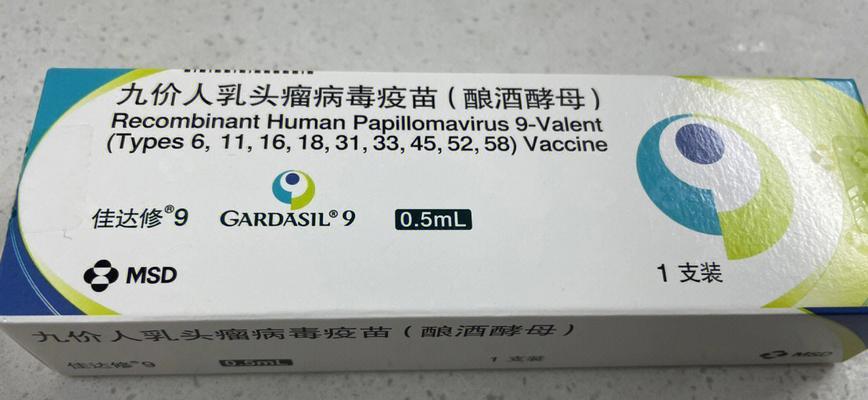 九价人乳头瘤病毒疫苗（酿酒酵母）
Recombinant Human Papillomavirus 9-Valent
(Types 6, 11, 16, 18, 31, 33, 45, 52, 58) Vaccine
佳达修®9 GARDASIL®9 0.5mL
MSD 1 支装
九价人乳头瘤病毒疫苗（酿酒酵母）
佳达修®9 0.5mL 1 支装 MSD